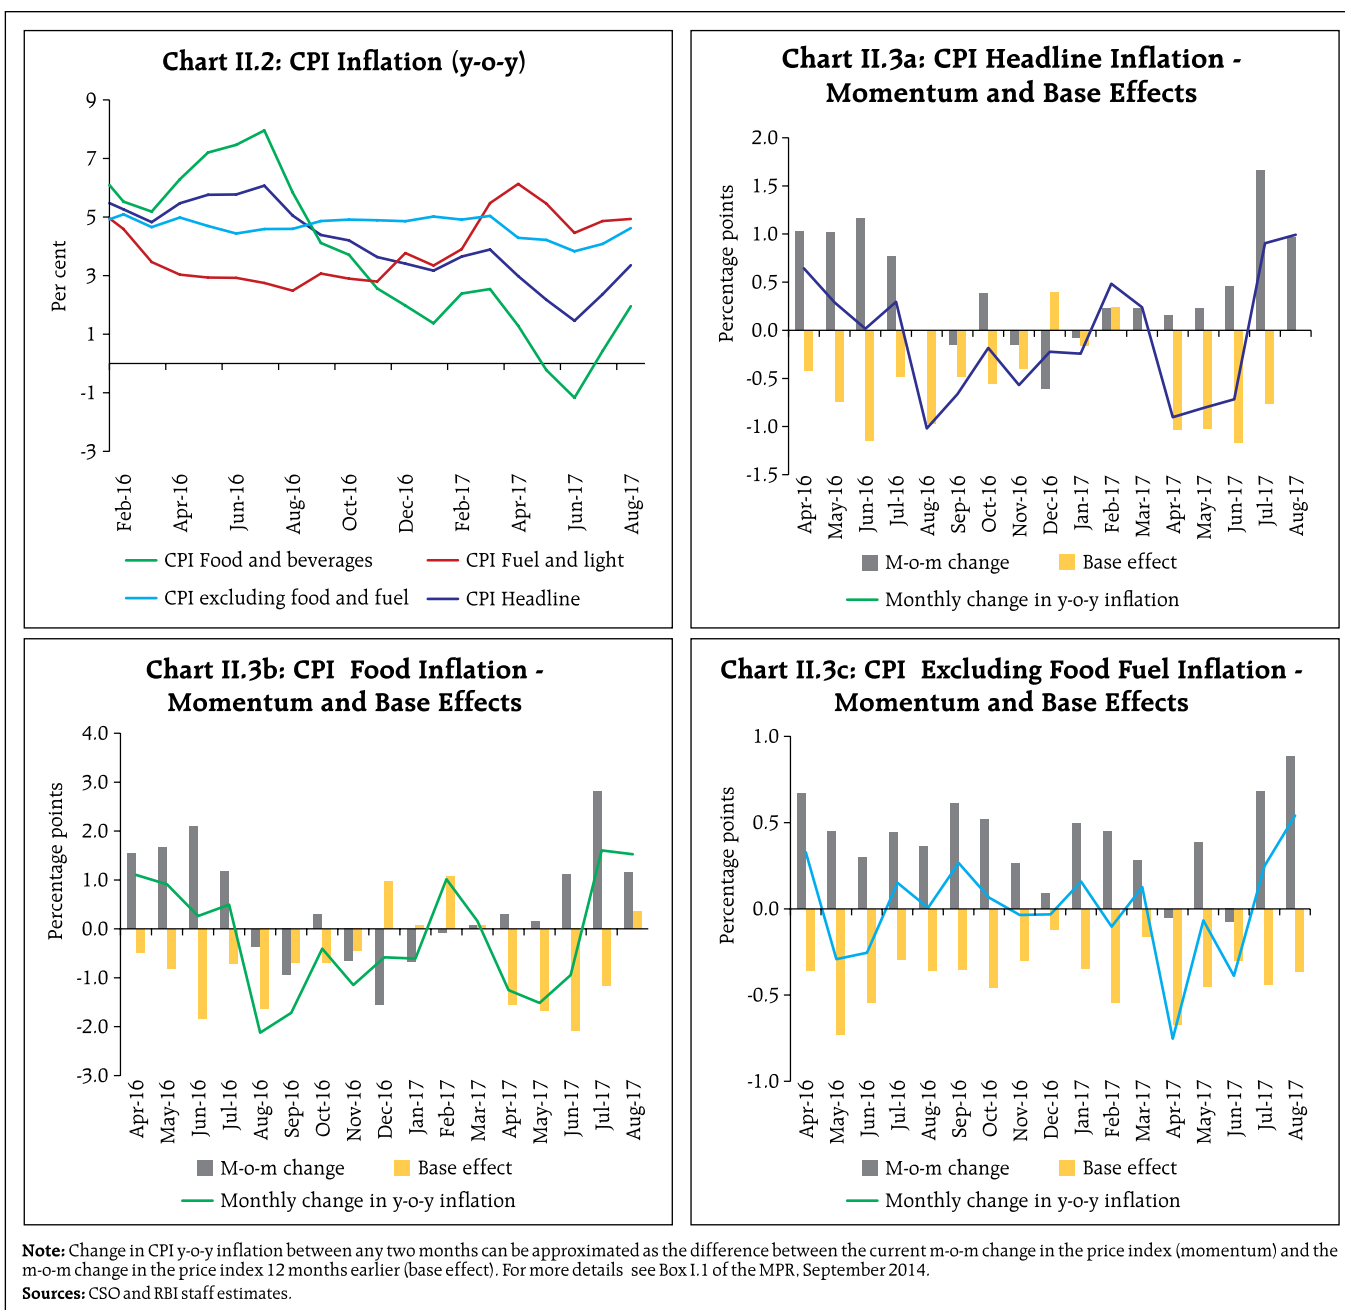 Chart II.2: CPI Inflation (y-o-y)
9
7
5
3
1
-1
-3
Per cent
Feb-16
Apr-16
Jun-16
Aug-16
Oct-16
Dec-16
Feb-17
Apr-17
Jun-17
Aug-17
CPI Food and beverages
CPI Fuel and light
CPI excluding food and fuel
CPI Headline
Chart II.3a: CPI Headline Inflation -
Momentum and Base Effects
2.0
1.5
1.0
0.5
0.0
-0.5
-1.0
-1.5
Percentage points
Apr-16
May-16
Jun-16
Jul-16
Aug-16
Sep-16
Oct-16
Nov-16
Dec-16
Jan-17
Feb-17
Mar-17
Apr-17
May-17
Jun-17
Jul-17
Aug-17
M-o-m change
Base effect
Monthly change in y-o-y inflation
Chart II.3b: CPI Food Inflation -
Momentum and Base Effects
4.0
3.0
2.0
1.0
0.0
-1.0
-2.0
-3.0
Percentage points
Apr-16
May-16
Jun-16
Jul-16
Aug-16
Sep-16
Oct-16
Nov-16
Dec-16
Jan-17
Feb-17
Mar-17
Apr-17
May-17
Jun-17
Jul-17
Aug-17
M-o-m change
Base effect
Monthly change in y-o-y inflation
Chart II.3c: CPI Excluding Food Fuel Inflation -
Momentum and Base Effects
1.0
0.5
0.0
-0.5
-1.0
Percentage points
Apr-16
May-16
Jun-16
Jul-16
Aug-16
Sep-16
Oct-16
Nov-16
Dec-16
Jan-17
Feb-17
Mar-17
Apr-17
May-17
Jun-17
Jul-17
Aug-17
M-o-m change
Base effect
Monthly change in y-o-y inflation
Note: Change in CPI y-o-y inflation between any two months can be approximated as the difference between the current m-o-m change in the price index (momentum) and the
m-o-m change in the price index 12 months earlier (base effect). For more details see Box I.1 of the MPR, September 2014.
Sources: CSO and RBI staff estimates.